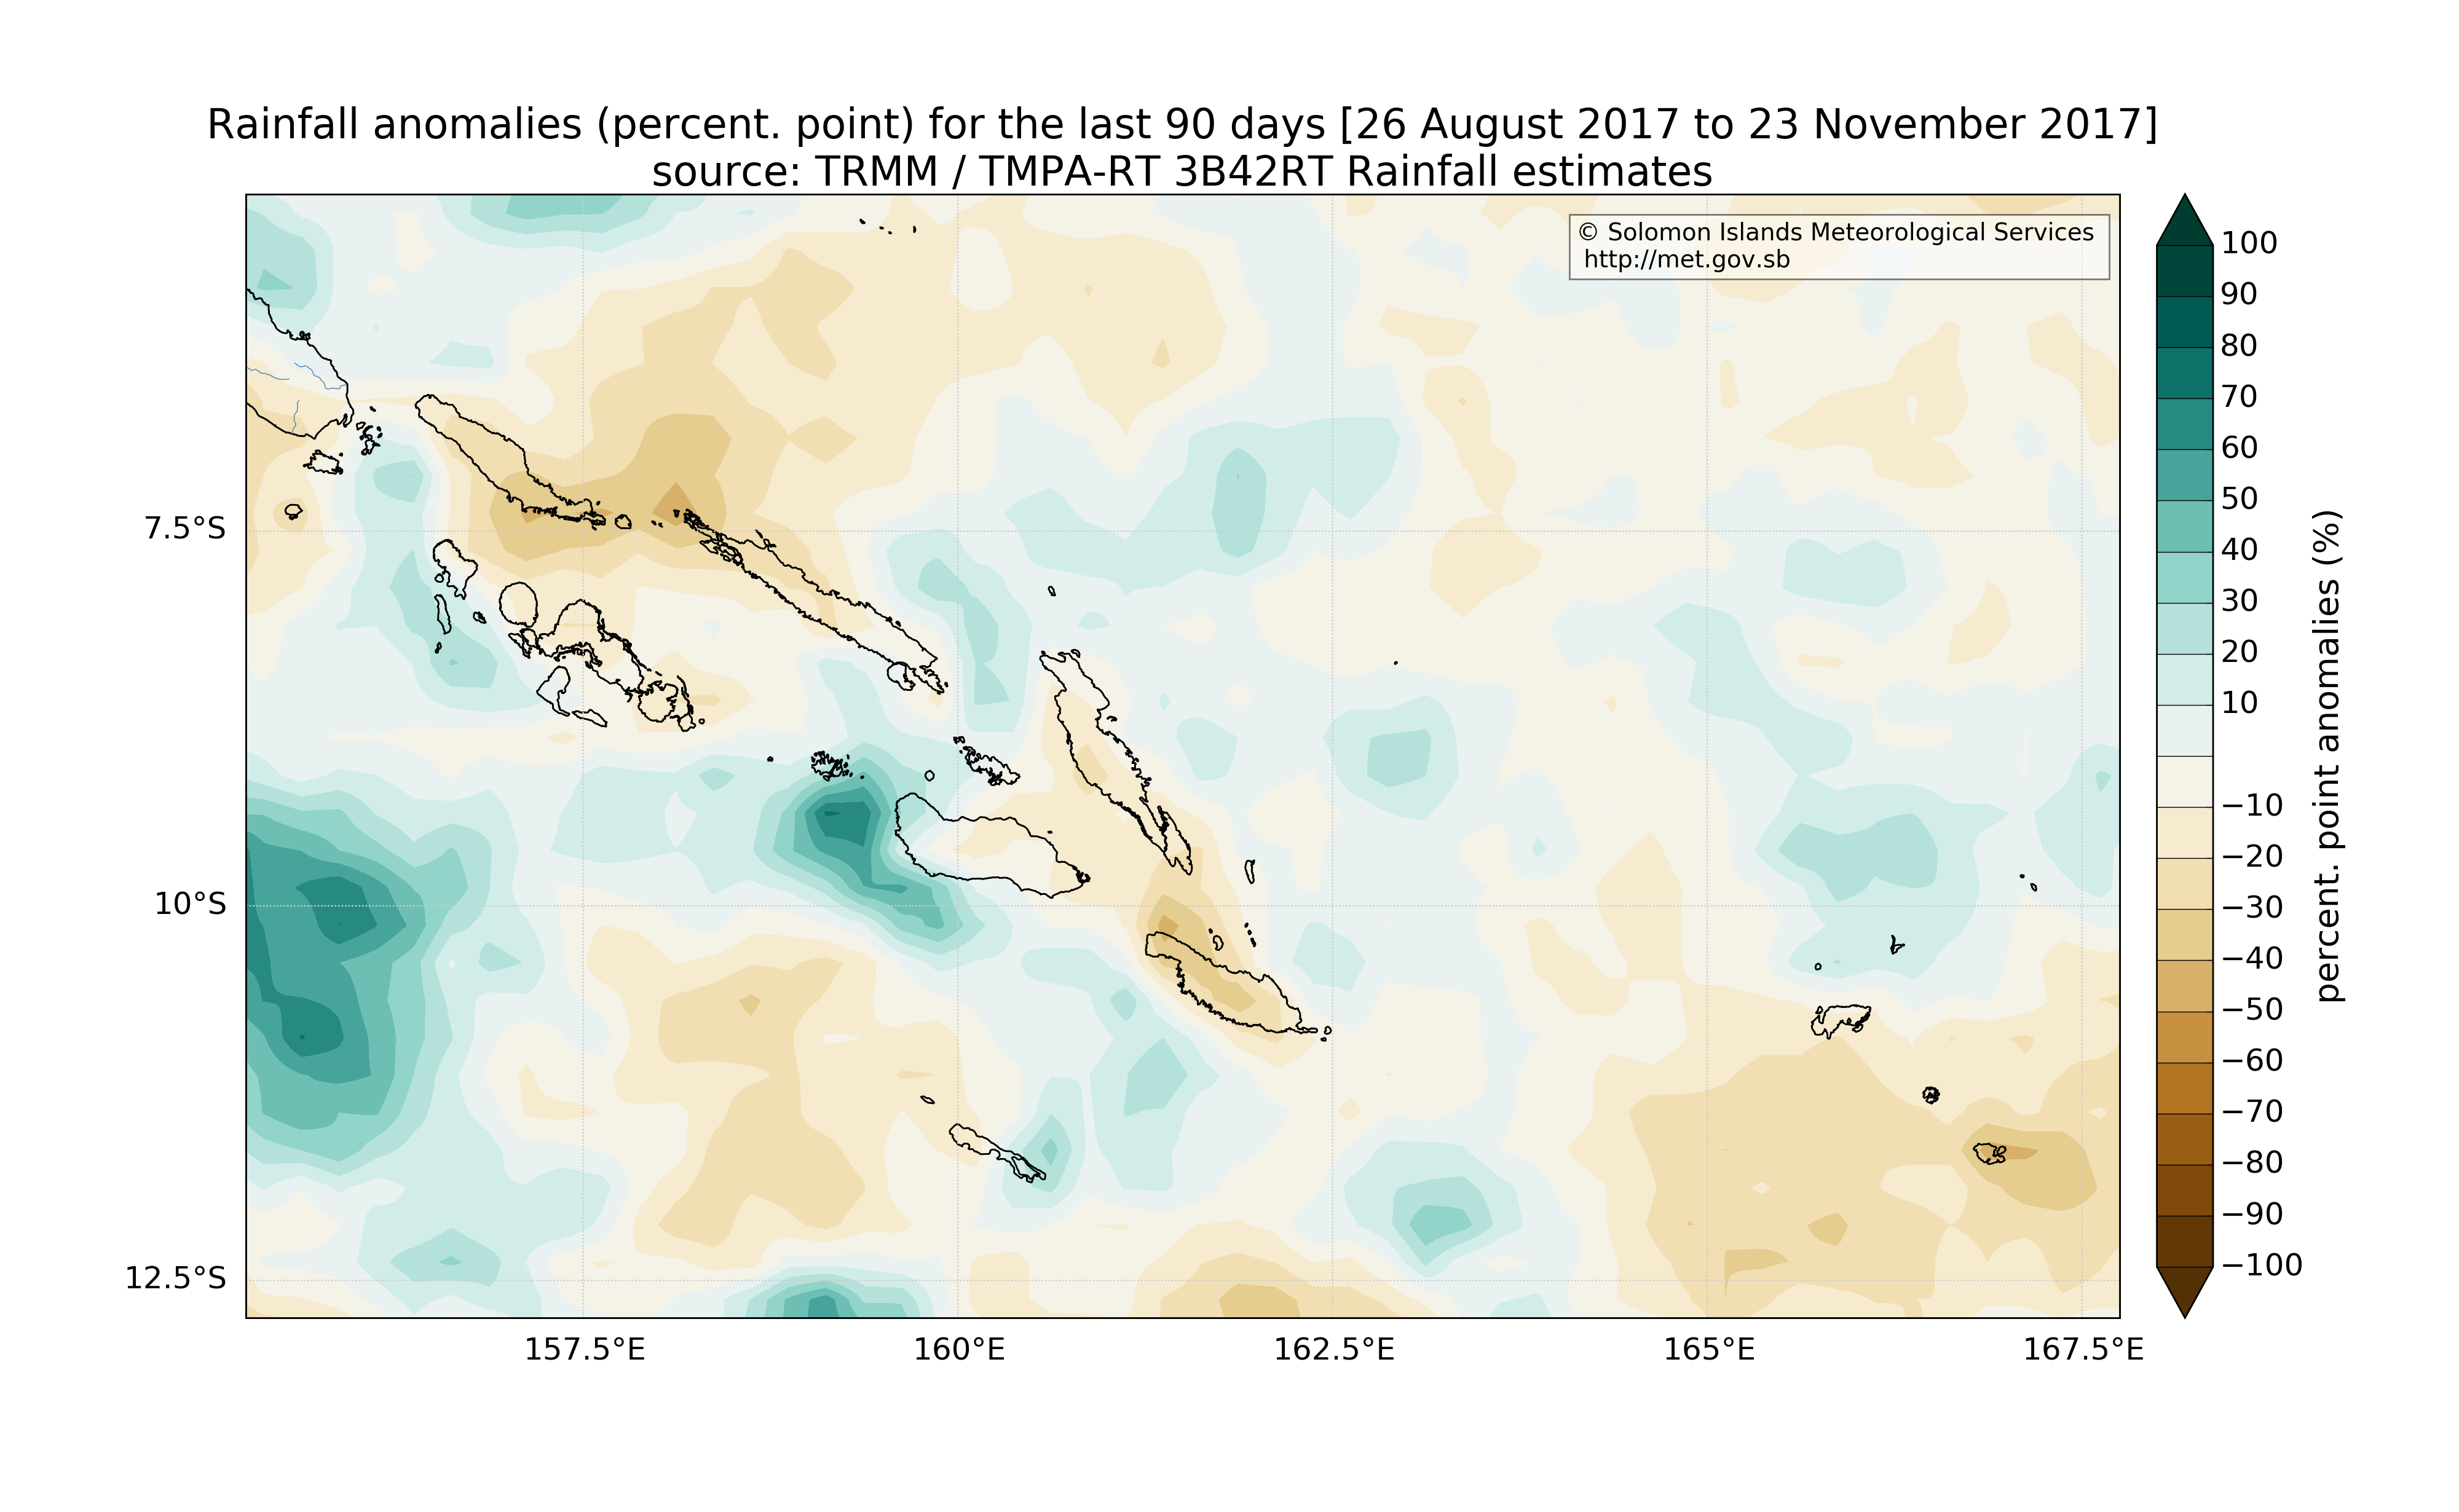 Rainfall anomalies (percent. point) for the last 90 days [26 August 2017 to 23 November 2017]
source: TRMM / TMPA-RT 3B42RT Rainfall estimates
© Solomon Islands Meteorological Services
http://met.gov.sb
7.5°S
10°S
12.5°S
157.5°E
160°E
162.5°E
165°E
167.5°E
100
90
80
70
60
50
40
30
20
10
−10
−20
−30
−40
−50
−60
−70
−80
−90
−100
percent. point anomalies (%)